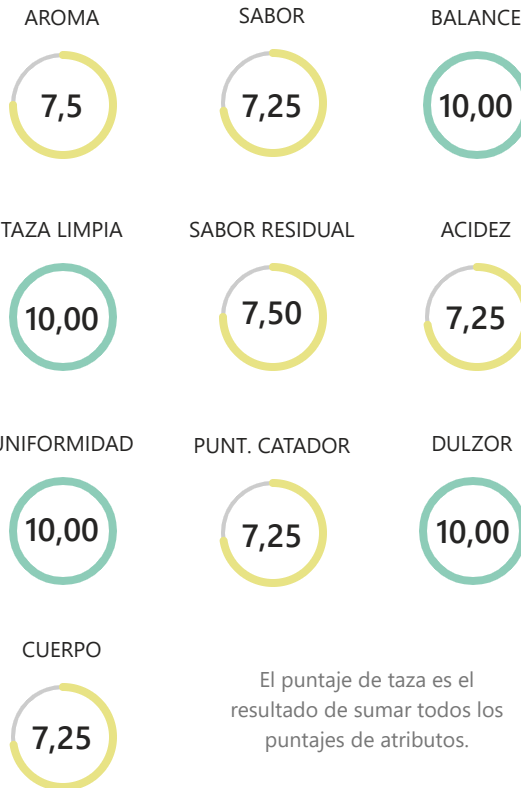 AROMA
SABOR
BALANCE
7,5
7,25
10,00
TAZA LIMPIA
SABOR RESIDUAL
ACIDEZ
10,00
7,50
7,25
UNIFORMIDAD
PUNT. CATADOR
DULZOR
10,00
7,25
10,00
CUERPO
7,25
El puntaje de taza es el
resultado de sumar todos los
puntajes de atributos.